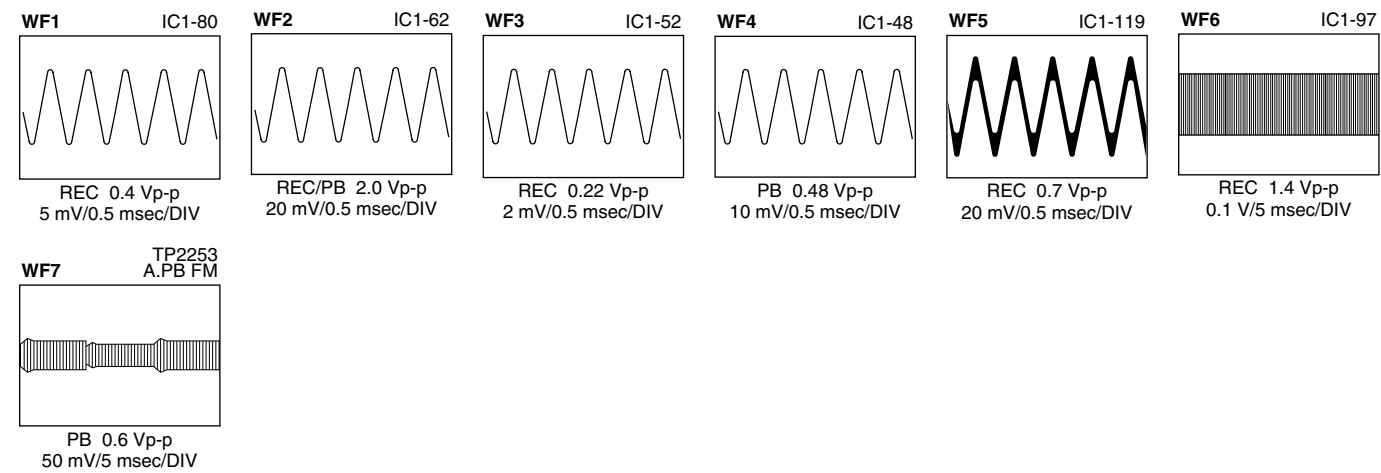 WF1 IC1-80
REC 0.4 Vp-p
5 mV/0.5 msec/DIV
WF2 IC1-62
REC/PB 2.0 Vp-p
20 mV/0.5 msec/DIV
WF3 IC1-52
REC 0.22 Vp-p
2 mV/0.5 msec/DIV
WF4 IC1-48
PB 0.48 Vp-p
10 mV/0.5 msec/DIV
WF5 IC1-119
REC 0.7 Vp-p
20 mV/0.5 msec/DIV
WF6 IC1-97
REC 1.4 Vp-p
0.1 V/5 msec/DIV
TP2253
WF7 A.PB FM
PB 0.6 Vp-p
50 mV/5 msec/DIV